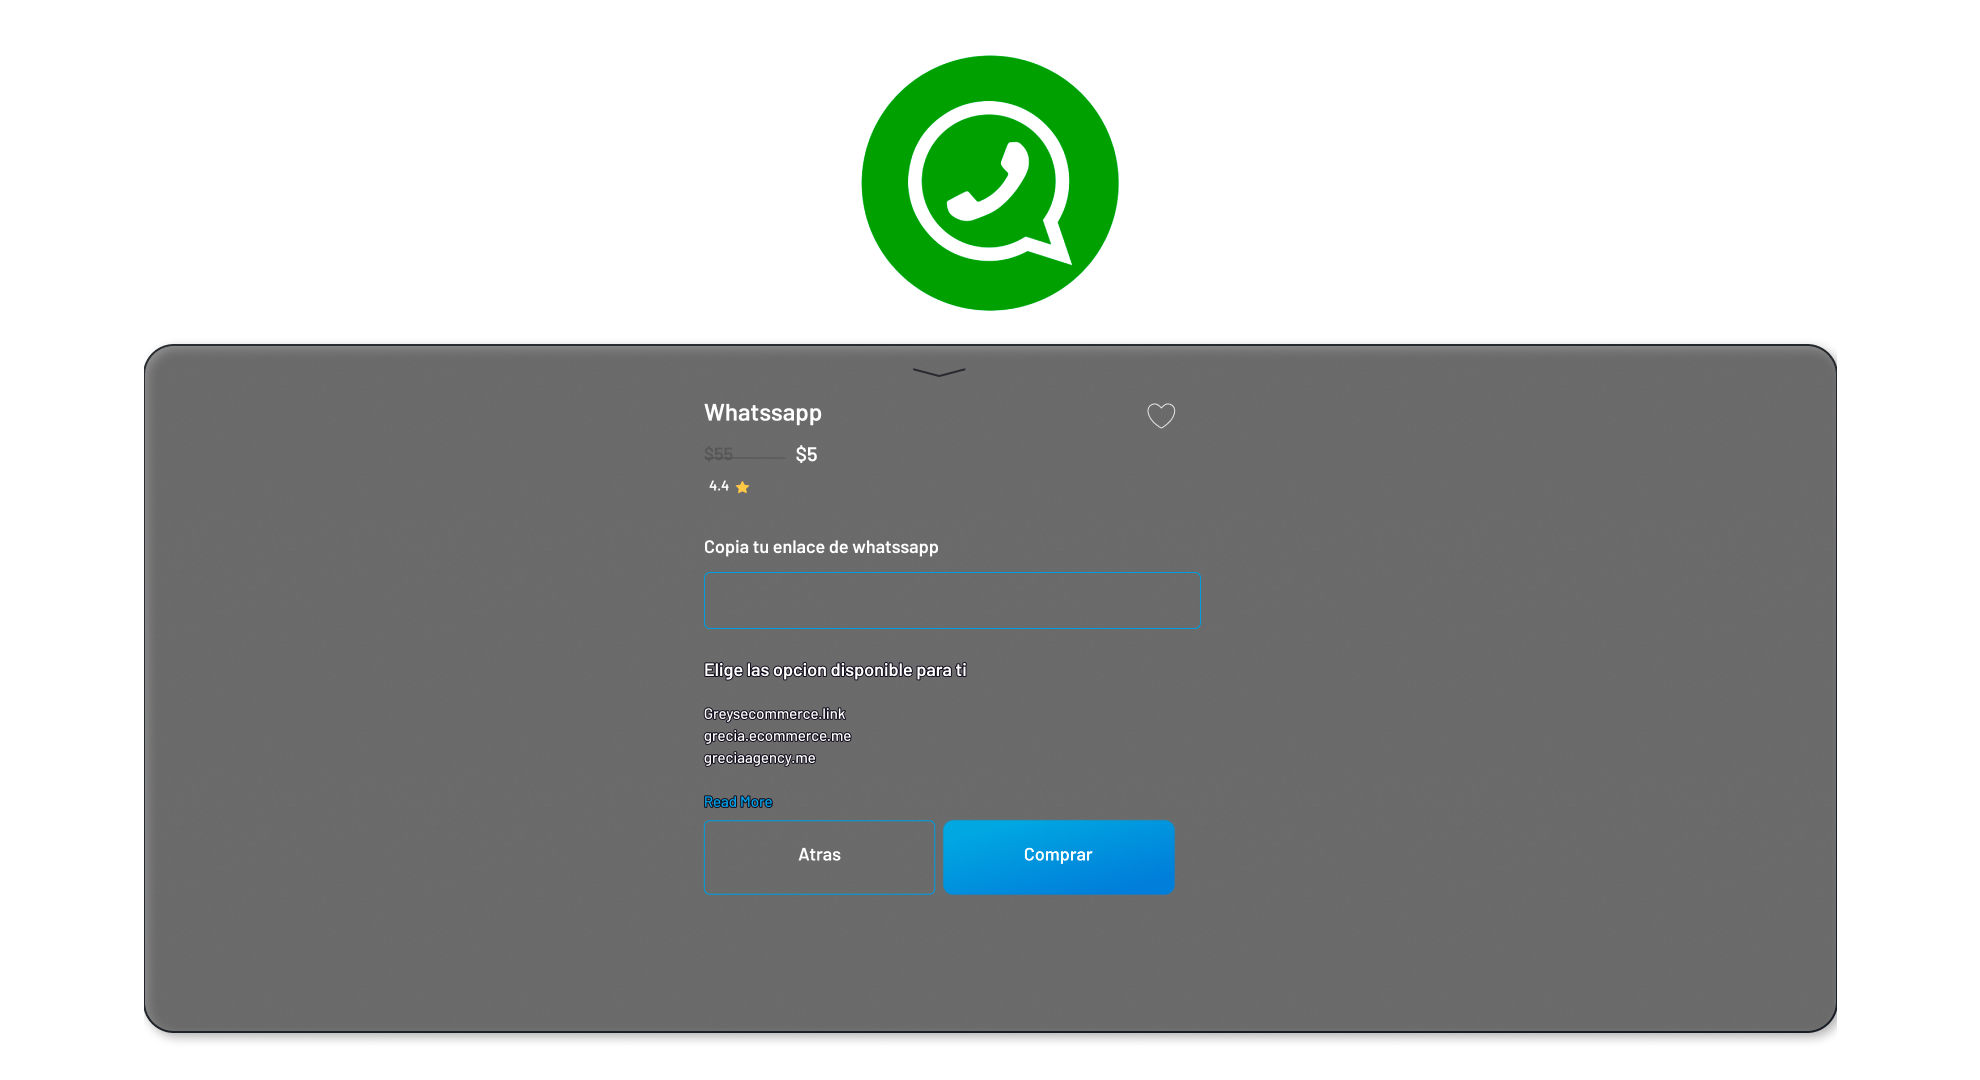 Whatssapp
$55 $5
4.4
Copia tu enlace de whatssapp
Elige las opcion disponible para ti
Greysecommerce.link
grecia.ecommerce.me
greciaagency.me
Read More
Atras Comprar